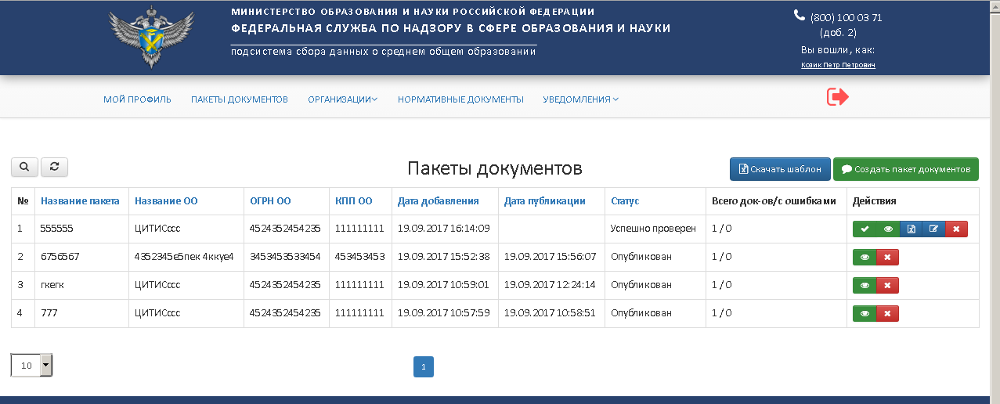 МИНИСТЕРСТВО ОБРАЗОВАНИЯ И НАУКИ РОССИЙСКОЙ ФЕДЕРАЦИИ
ФЕДЕРАЛЬНАЯ СЛУЖБА ПО НАДЗОРУ В СФЕРЕ ОБРАЗОВАНИЯ И НАУКИ
подсистема сбора данных о среднем общем образовании
(800) 100 03 71
(доб. 2)
Вы вошли, как:
Козик Петр Петрович
МОЙ ПРОФИЛЬ ПАКЕТЫ ДОКУМЕНТОВ ОРГАНИЗАЦИИ НОРМАТИВНЫЕ ДОКУМЕНТЫ УВЕДОМЛЕНИЯ
Пакеты документов Скачать шаблон Создать пакет документов
№ Название пакета Название ОО ОГРН ОО КПП ОО Дата добавления Дата публикации Статус Всего док-ов/с ошибками Действия
1 555555 ЦИТИСссс 4524352454235 111111111 19.09.2017 16:14:09 Успешно проверен 1 / 0
2 6756567 4352345е5пек 4ккуе4 3453453535454 453453453 19.09.2017 15:52:38 19.09.2017 15:56:07 Опубликован 1 / 0
3 гкегк ЦИТИСссс 4524352454235 111111111 19.09.2017 10:59:01 19.09.2017 12:24:14 Опубликован 1 / 0
4 777 ЦИТИСссс 4524352454235 111111111 19.09.2017 10:57:59 19.09.2017 10:58:51 Опубликован 1 / 0
10 1